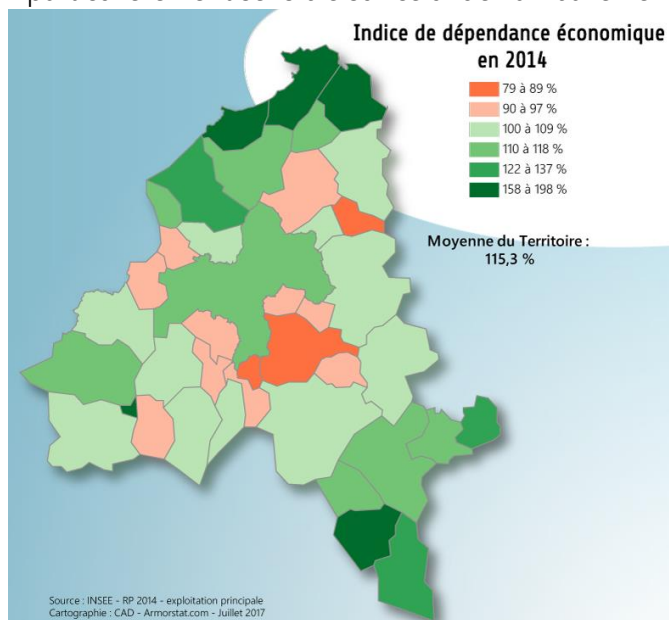 Indice de dépendance économique
en 2014
79 à 89 %
90 à 97 %
100 à 109 %
110 à 118 %
122 à 137 %
158 à 198 %
Moyenne du Territoire :
115,3 %
Source : INSEE - RP 2014 - exploitation principale
Cartographie : CAD - Armorstat.com - Juillet 2017